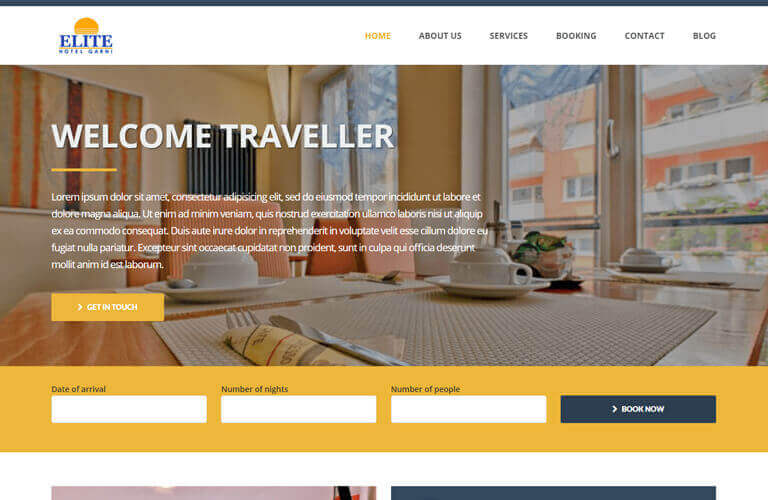 ELITE
HOTEL GARNI
HOME
ABOUT US
SERVICES
BOOKING
CONTACT
BLOG
WELCOME TRAVELLER
Lorem ipsum dolor sit amet, consectetur adipisicing elit, sed do eiusmod tempor incididunt ut labore et
dolore magna aliqua. Ut enim ad minim veniam, quis nostrud exercitation ullamco laboris nisi ut aliquip
ex ea commodo consequat. Duis aute irure dolor in reprehenderit in voluptate velit esse cillum dolore eu
fugiat nulla pariatur. Excepteur sint occaecat cupidatat non proident, sunt in culpa qui officia deserunt
mollit anim id est laborum.
GET IN TOUCH
Date of arrival
Number of nights
Number of people
BOOK NOW